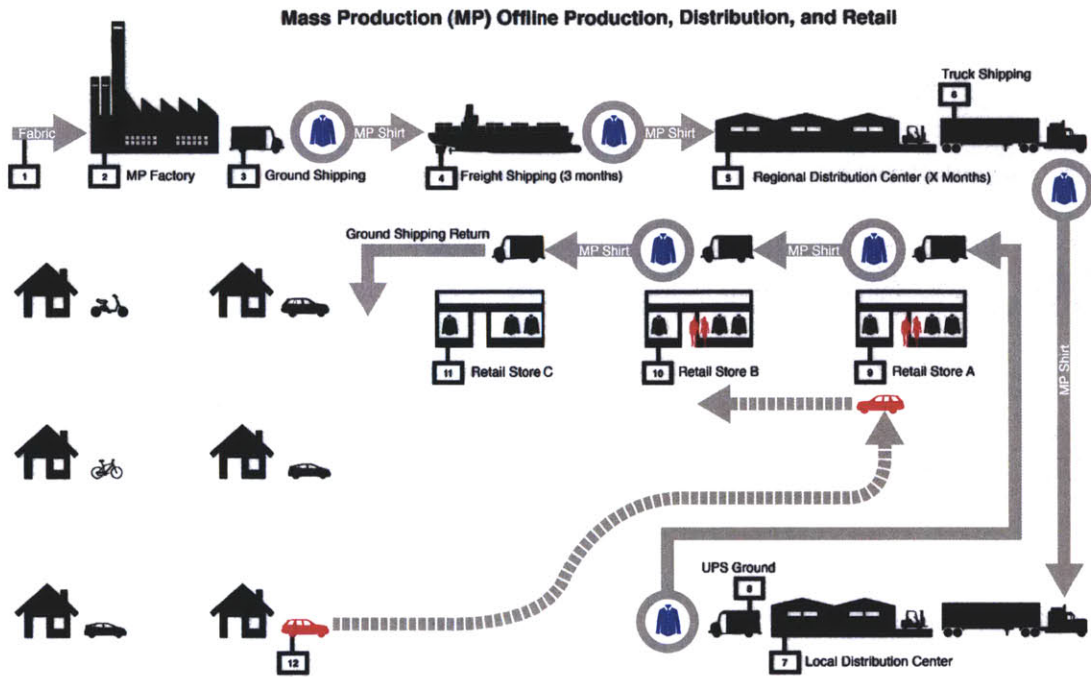 Mass Production (MP) Offline Production, Distribution, and Retail
Truck Shipping
6
Fabric
MP Shirt
MP Shirt
1
2 MP Factory
3 Ground Shipping
4 Freight Shipping (3 months)
5 Regional Distribution Center (X Months)
Ground Shipping Return
MP Shirt
MP Shirt
11 Retail Store C
10 Retail Store B
9 Retail Store A
MP Shirt
UPS Ground
8
12
7 Local Distribution Center